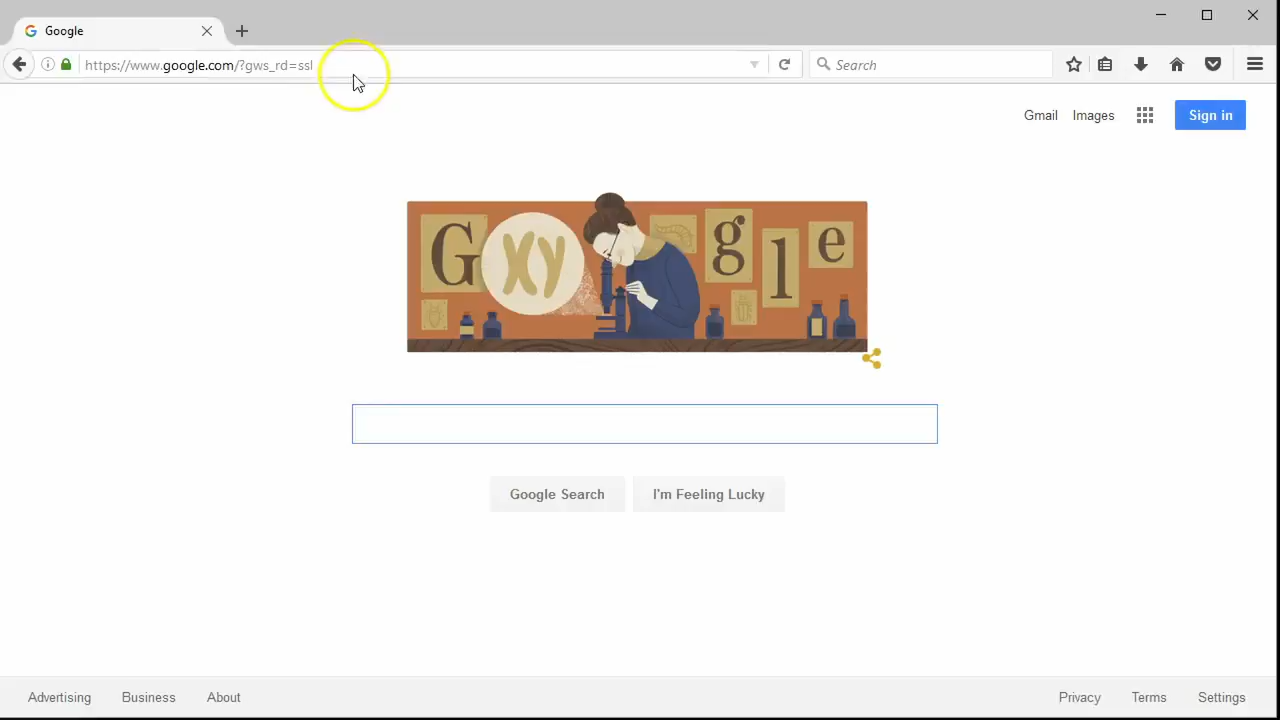 Google
https://www.google.com/?gws_rd=ssl
Search
Gmail Images Sign in
G xy g l e
Google Search I'm Feeling Lucky
Advertising Business About Privacy Terms Settings